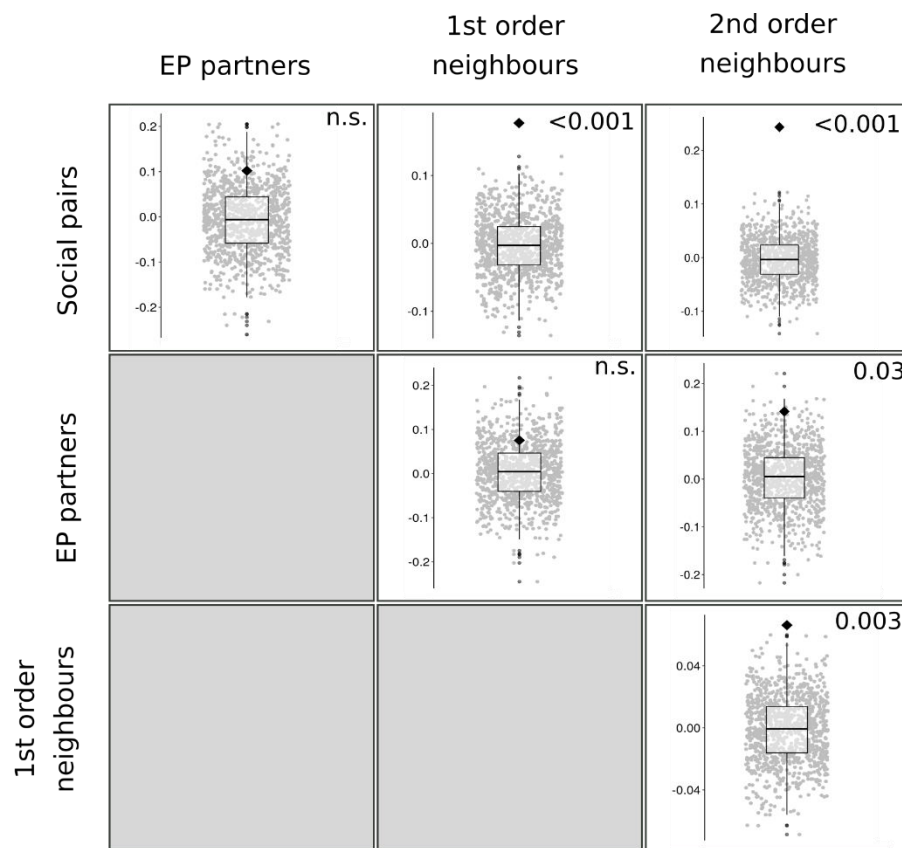 EP partners
1st order
neighbours
2nd order
neighbours
Social pairs
0.2
0.1
0.0
-0.1
-0.2
n.s.
0.1
0.0
-0.1
<0.001
0.2
0.1
0.0
-0.1
<0.001
EP partners
0.2
0.1
0.0
-0.1
-0.2
n.s.
0.2
0.1
0.0
-0.1
-0.2
0.03
1st order
neighbours
0.04
0.00
-0.04
0.003